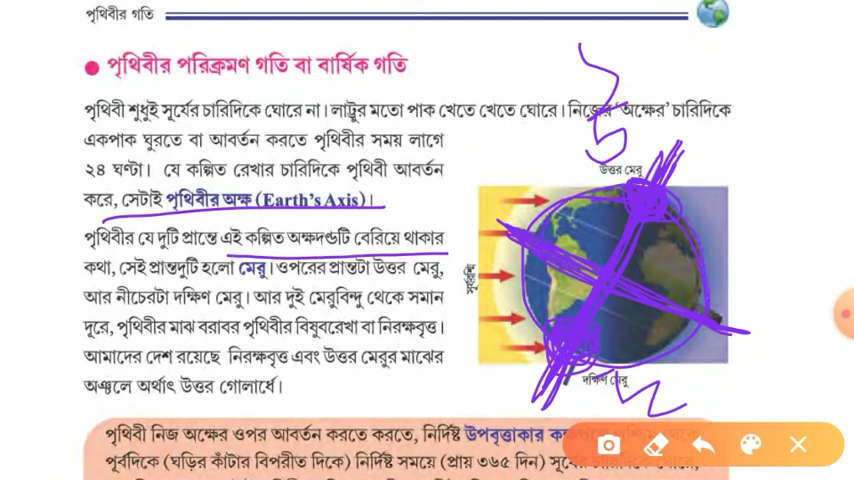 পৃথিবীর গতি
পৃথিবীর পরিক্রমণ গতি বা বার্ষিক গতি
পৃথিবী শুধুই সূর্যের চারিদিকে ঘোরে না। লাট্টুর মতো পাক খেতে খেতে ঘোরে। নিজের 'অক্ষের' চারিদিকে
একপাক ঘুরতে বা আবর্তন করতে পৃথিবীর সময় লাগে
২৪ ঘণ্টা। যে কল্পিত রেখার চারিদিকে পৃথিবী আবর্তন
করে, সেটাই পৃথিবীর অক্ষ (Earth's Axis)।
পৃথিবীর যে দুটি প্রান্তে এই কল্পিত অক্ষদণ্ডটি বেরিয়ে থাকার
কথা, সেই প্রান্তদুটি হলো মেরু। ওপরের প্রান্তটা উত্তর মেরু,
আর নীচেরটা দক্ষিণ মেরু। আর দুই মেরুবিন্দু থেকে সমান
দূরে, পৃথিবীর মাঝ বরাবর পৃথিবীর বিষুবরেখা বা নিরক্ষবৃত্ত।
আমাদের দেশ রয়েছে নিরক্ষবৃত্ত এবং উত্তর মেরুর মাঝের
অঞ্চলে অর্থাৎ উত্তর গোলার্ধে।
উত্তর মেরু
সূর্যরশ্মি
দক্ষিণ মেরু
পৃথিবী নিজ অক্ষের ওপর আবর্তন করতে করতে, নির্দিষ্ট উপবৃত্তাকার
পূর্বদিকে (ঘড়ির কাঁটার বিপরীত দিকে) নির্দিষ্ট সময়ে (প্রায় ৩৬৫ দিন) সূর্যের চারিদিকে ঘোরে,